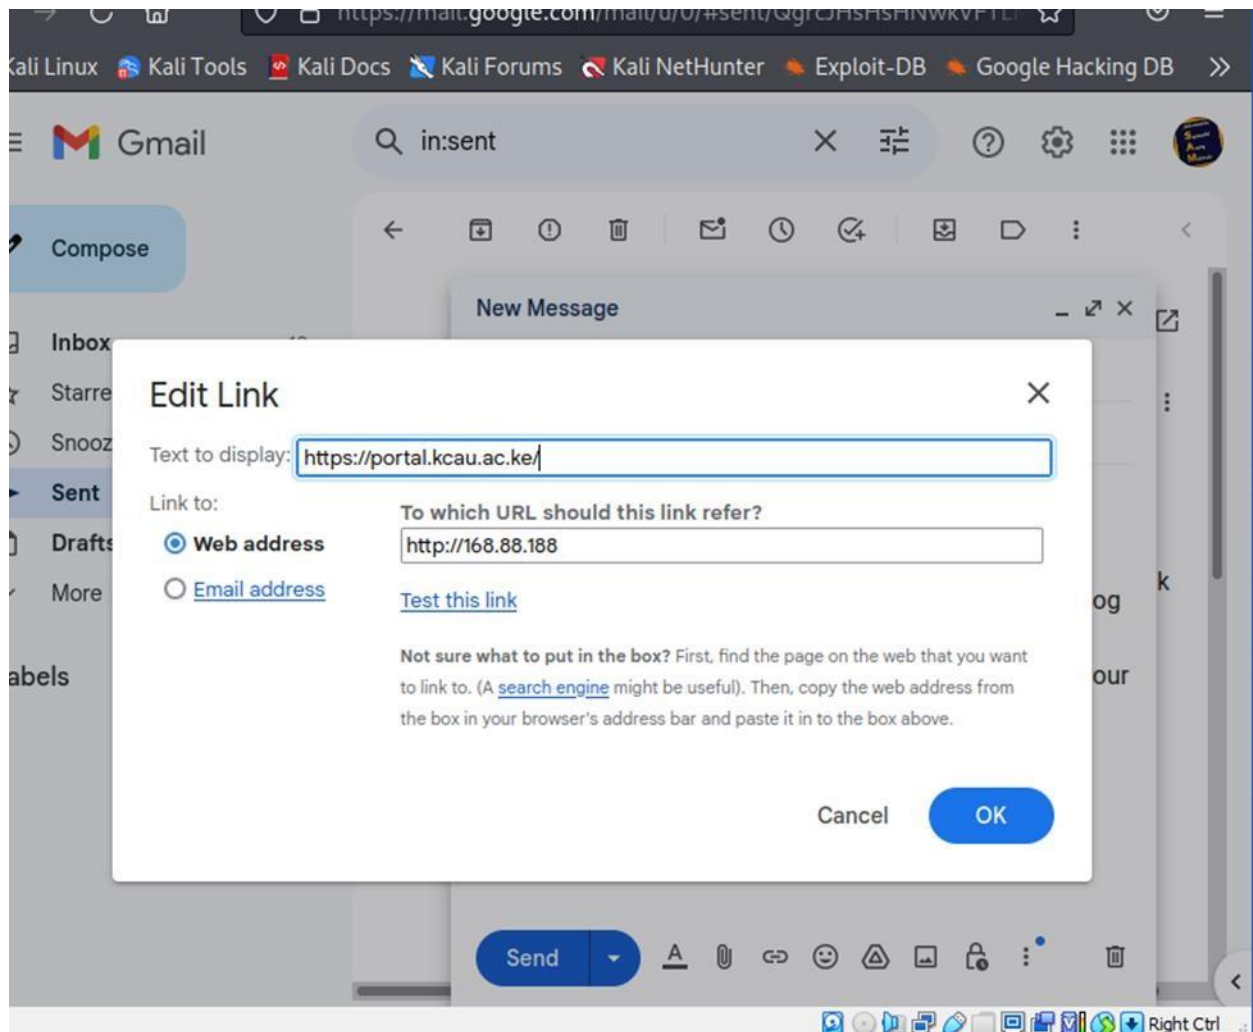 https://mail.google.com/mail/u/0/#sent/
Kali Linux Kali Tools Kali Docs Kali Forums Kali NetHunter Exploit-DB Google Hacking DB
Gmail
in:sent
Compose
New Message
Inbox
Starre
Edit Link
Snooz
Text to display: https://portal.kcau.ac.ke/
Sent
Link to:
To which URL should this link refer?
Drafts
Web address
http://168.88.188
More
Email address
Test this link
k
og
Not sure what to put in the box? First, find the page on the web that you want
abels
to link to. (A search engine might be useful). Then, copy the web address from
our
the box in your browser's address bar and paste it in to the box above.
Cancel
OK
Send
Right Ctrl